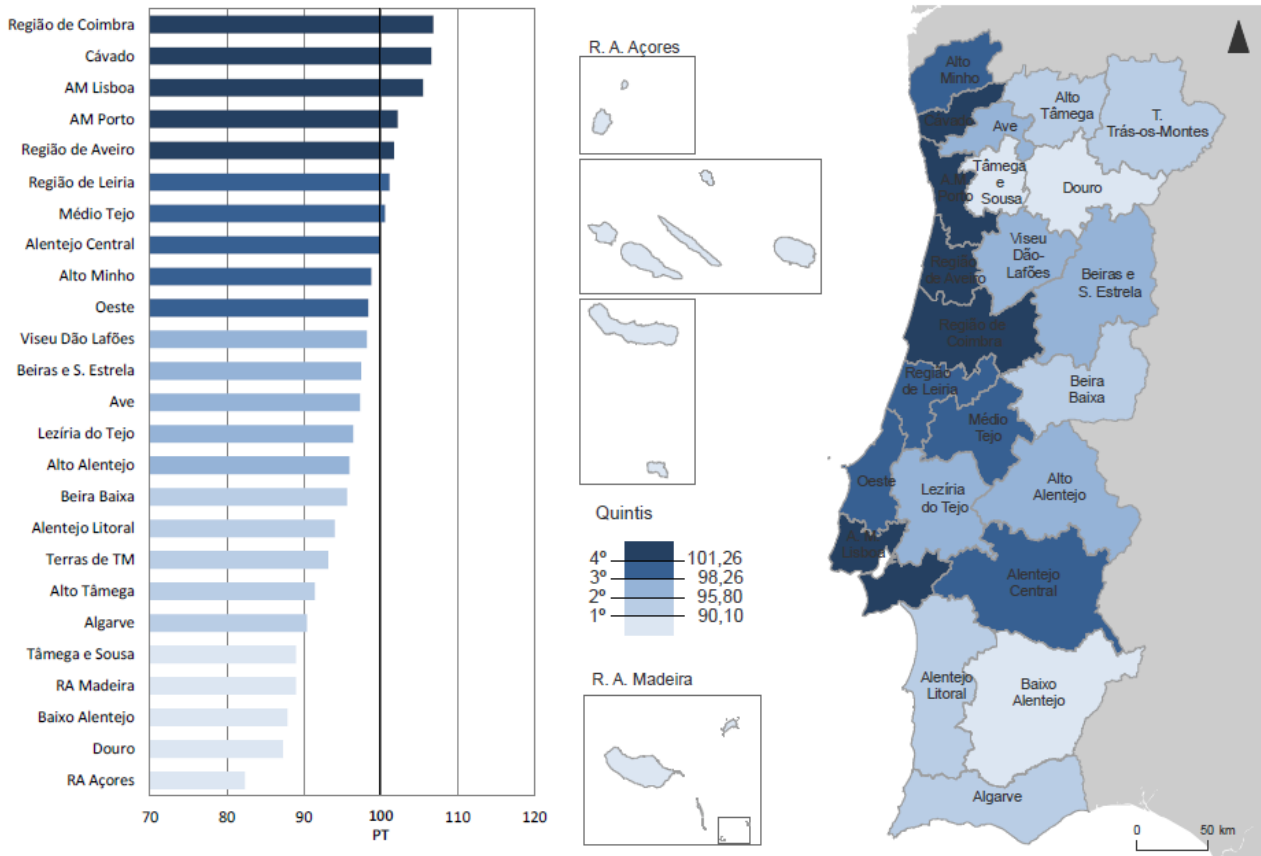 Região de Coimbra
Cávado
AM Lisboa
AM Porto
Região de Aveiro
Região de Leiria
Médio Tejo
Alentejo Central
Alto Minho
Oeste
Viseu Dão Lafões
Beiras e S. Estrela
Ave
Lezíria do Tejo
Alto Alentejo
Beira Baixa
Alentejo Litoral
Terras de TM
Alto Tâmega
Algarve
Tâmega e Sousa
RA Madeira
Baixo Alentejo
Douro
RA Açores
70 80 90 100 110 120
PT
R. A. Açores
Quintis
4º 101,26
3º 98,26
2º 95,80
1º 90,10
R. A. Madeira
Alto
Minho
Cávado
Ave
Alto
Tâmega
T.
Trás-os-Montes
A.M.
Porto
Tâmega
e
Sousa
Douro
Região
de Aveiro
Viseu
Dão-
Lafões
Beiras e
S. Estrela
Região de
Coimbra
Região
de Leiria
Beira
Baixa
Médio
Tejo
Oeste
Lezíria
do Tejo
Alto
Alentejo
A. M.
Lisboa
Alentejo
Central
Alentejo
Litoral
Baixo
Alentejo
Algarve
0 50 km